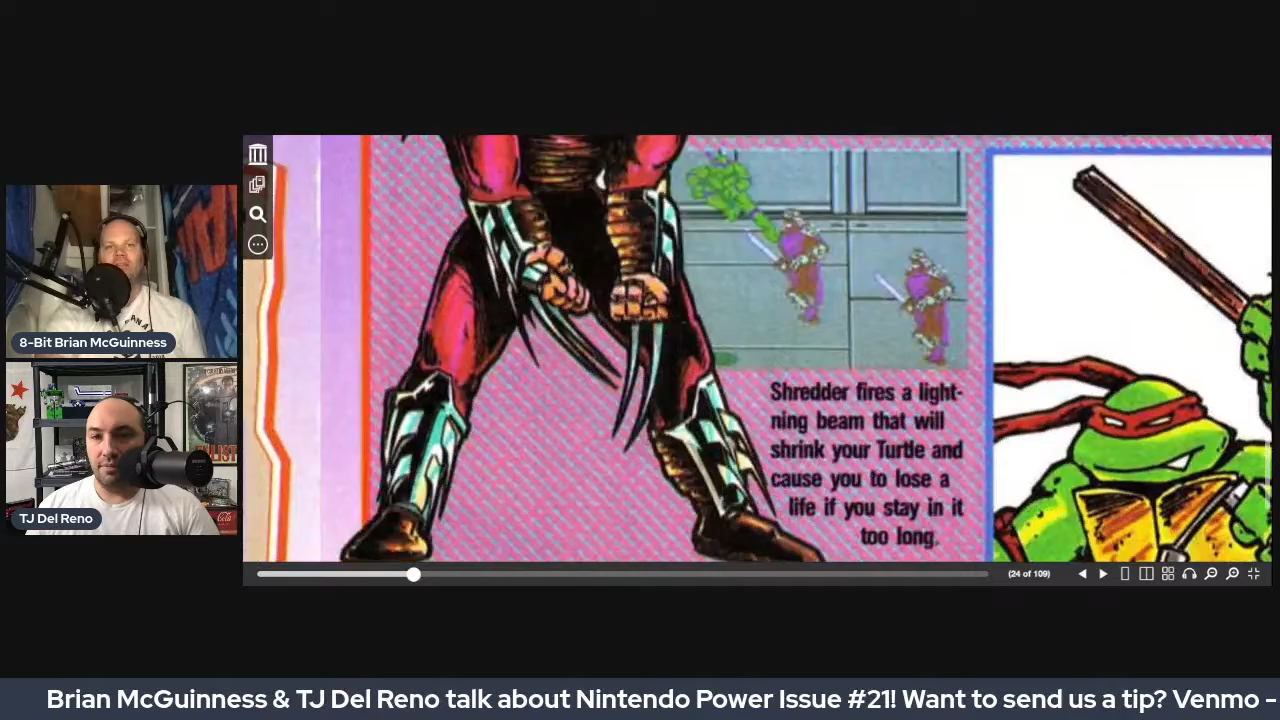 8-Bit Brian McGuinness
TJ Del Reno
Shredder fires a light-
ning beam that will
shrink your Turtle and
cause you to lose a
life if you stay in it
too long.
(24 of 109)
Brian McGuinness & TJ Del Reno talk about Nintendo Power Issue #21! Want to send us a tip? Venmo -